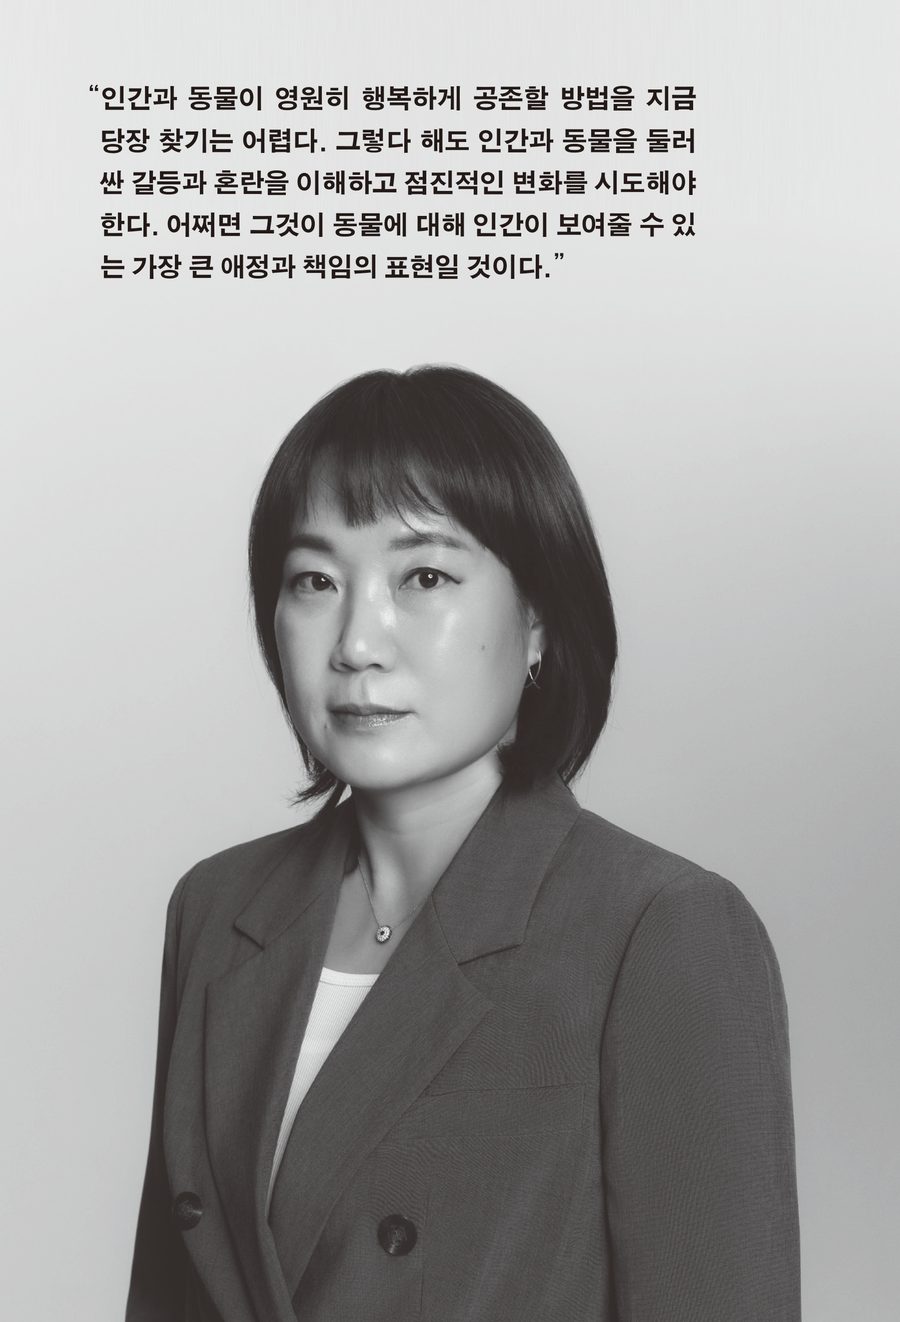 “인간과 동물이 영원히 행복하게 공존할 방법을 지금
당장 찾기는 어렵다. 그렇다 해도 인간과 동물을 둘러
싼 갈등과 혼란을 이해하고 점진적인 변화를 시도해야
한다. 어쩌면 그것이 동물에 대해 인간이 보여줄 수 있
는 가장 큰 애정과 책임의 표현일 것이다.”